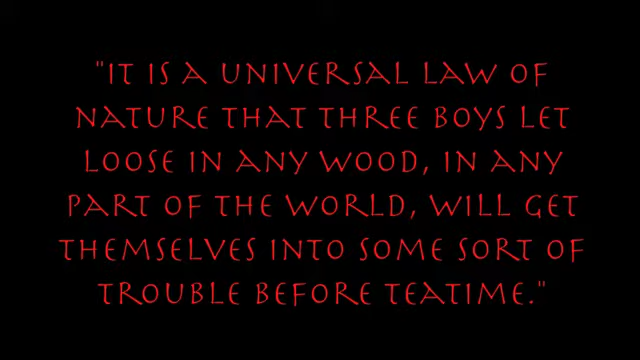 "IT IS A UNIVERSAL LAW OF
NATURE THAT THREE BOYS LET
LOOSE IN ANY WOOD, IN ANY
PART OF THE WORLD, WILL GET
THEMSELVES INTO SOME SORT OF
TROUBLE BEFORE TEATIME."